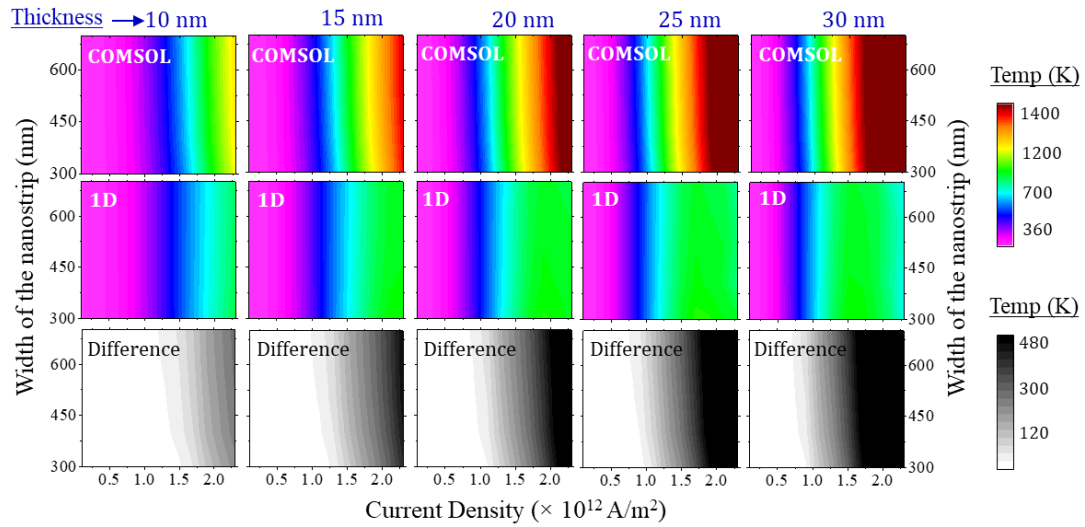 Thickness → 10 nm 15 nm 20 nm 25 nm 30 nm
COMSOL COMSOL COMSOL COMSOL COMSOL
600 600
450 450
300 300
1D 1D 1D 1D 1D
600 600
450 450
300 300
Difference Difference Difference Difference Difference
600 600
450 450
300 300
0.5 1.0 1.5 2.0 0.5 1.0 1.5 2.0 0.5 1.0 1.5 2.0 0.5 1.0 1.5 2.0 0.5 1.0 1.5 2.0
Current Density (× 10¹² A/m²)
Width of the nanostrip (nm)
Width of the nanostrip (nm)
Temp (K)
1400
1200
700
360
Temp (K)
480
300
120